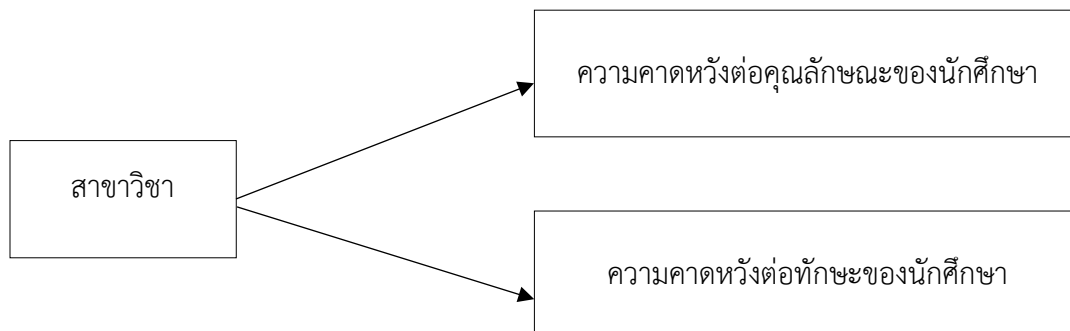 ความคาดหวังต่อคุณลักษณะของนักศึกษา
สาขาวิชา
ความคาดหวังต่อทักษะของนักศึกษา